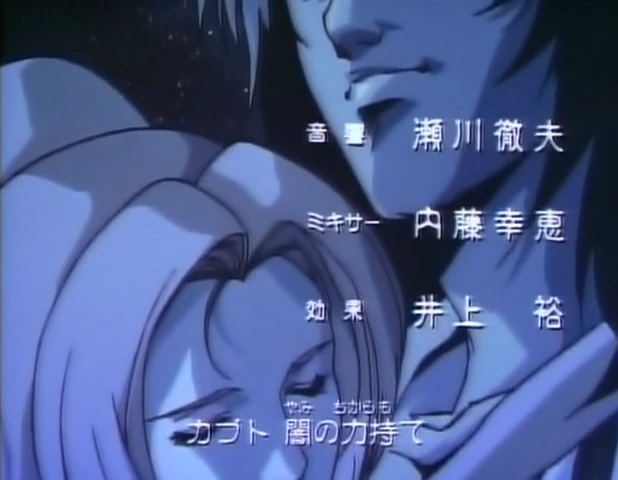 音響 瀬川徹夫
ミキサー 内藤幸恵
効果 井上 裕
やみ ちからも
カブト 闇の力持て